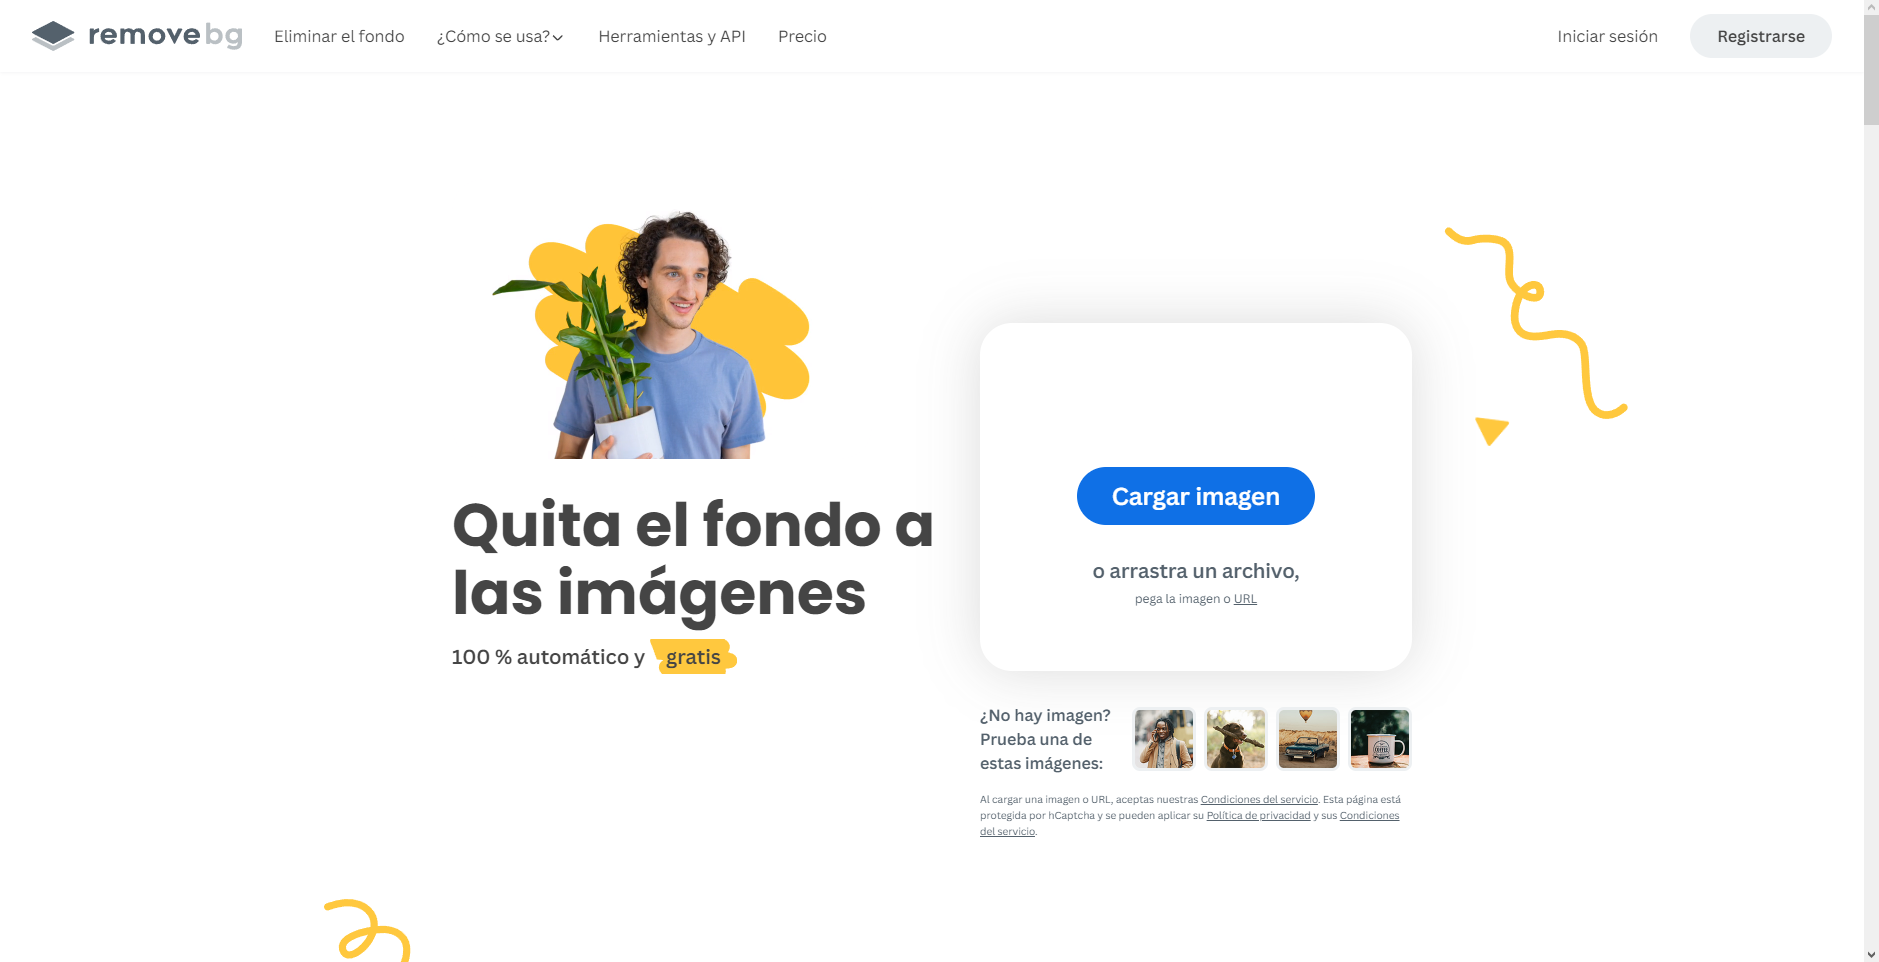 removebg
Eliminar el fondo
¿Cómo se usa?
Herramientas y API
Precio
Iniciar sesión
Registrarse
Quita el fondo a
las imágenes
100 % automático y gratis
Cargar imagen
o arrastra un archivo,
pega la imagen o URL
¿No hay imagen?
Prueba una de
estas imágenes:
COFFEE
Al cargar una imagen o URL, aceptas nuestras Condiciones del servicio. Esta página está
protegida por hCaptcha y se pueden aplicar su Política de privacidad y sus Condiciones
del servicio.